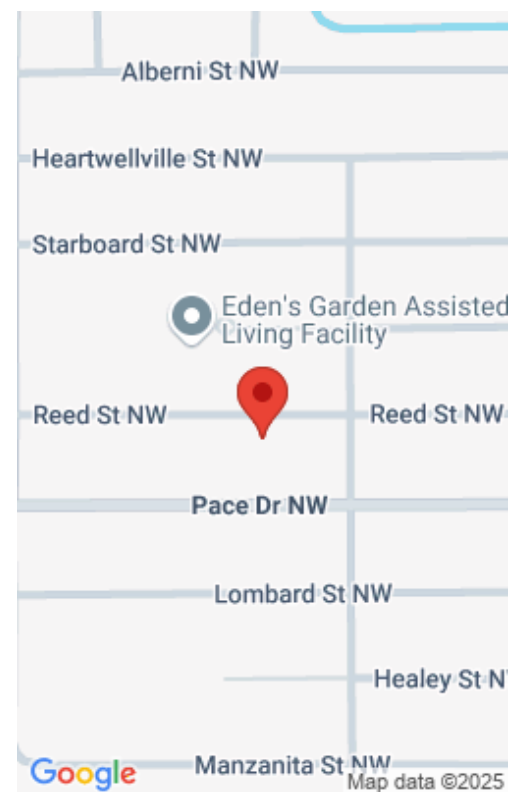 Alberni St NW
Heartwellville St NW
Starboard St NW
Eden's Garden Assisted
Living Facility
Reed St NW
Reed St NW
Pace Dr NW
Lombard St NW
Healey St N
Manzanita St NW
Google
Map data ©2025